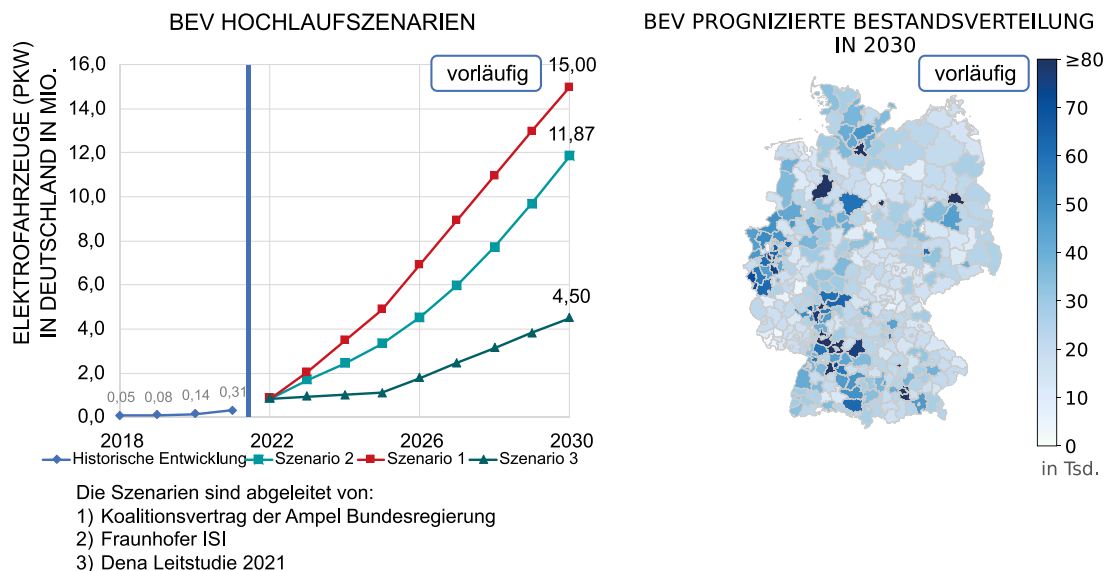 BEV HOCHLAUFSZENARIEN
vorläufig
ELEKTROFAHRZEUGE (PKW)
IN DEUTSCHLAND IN MIO.
16,0
14,0
12,0
10,0
8,0
6,0
4,0
2,0
0,0
15,00
11,87
4,50
0,05
0,08
0,14
0,31
2018
2022
2026
2030
Historische Entwicklung
Szenario 2
Szenario 1
Szenario 3
Die Szenarien sind abgeleitet von:
1) Koalitionsvertrag der Ampel Bundesregierung
2) Fraunhofer ISI
3) Dena Leitstudie 2021
BEV PROGNIZIERTE BESTANDSVERTEILUNG
IN 2030
vorläufig
≥80
70
60
50
40
30
20
10
0
in Tsd.